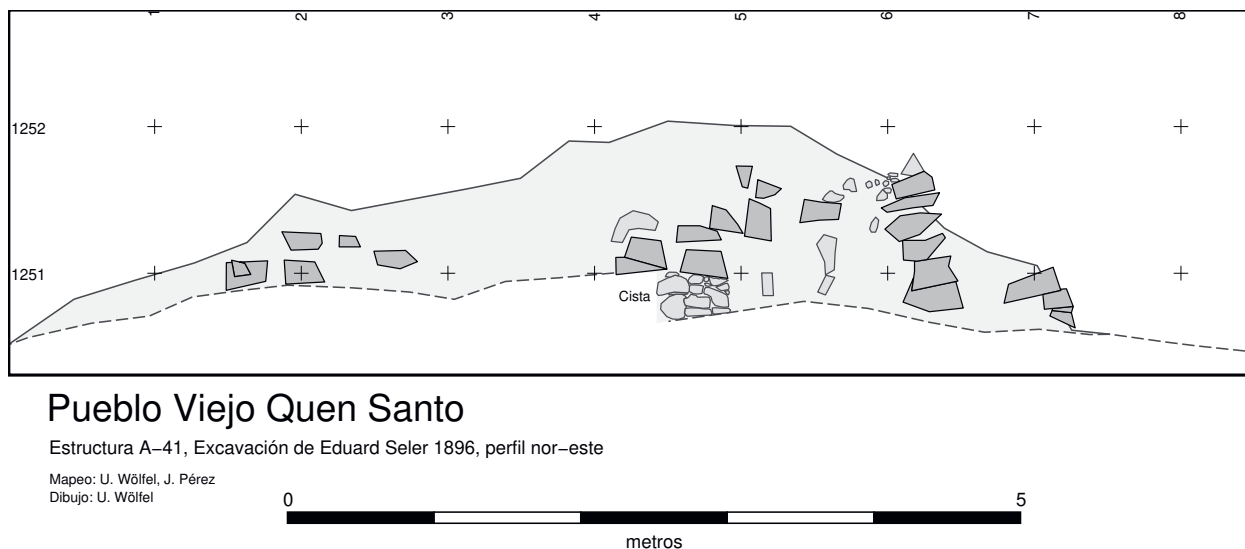 1 2 3 4 5 6 7 8
1252
1251
Cista
Pueblo Viejo Quen Santo
Estructura A−41, Excavación de Eduard Seler 1896, perfil nor−este
Mapeo: U. Wölfel, J. Pérez
Dibujo: U. Wölfel
0 5
metros